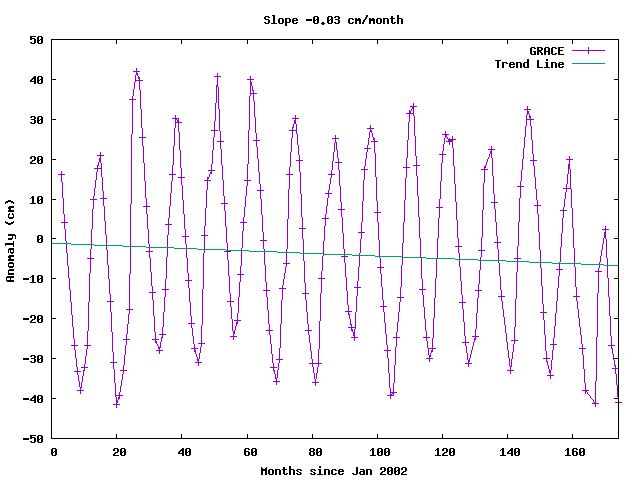 Slope -0.03 cm/month
GRACE
Trend Line
Anomaly (cm)
50
40
30
20
10
0
-10
-20
-30
-40
-50
0 20 40 60 80 100 120 140 160
Months since Jan 2002